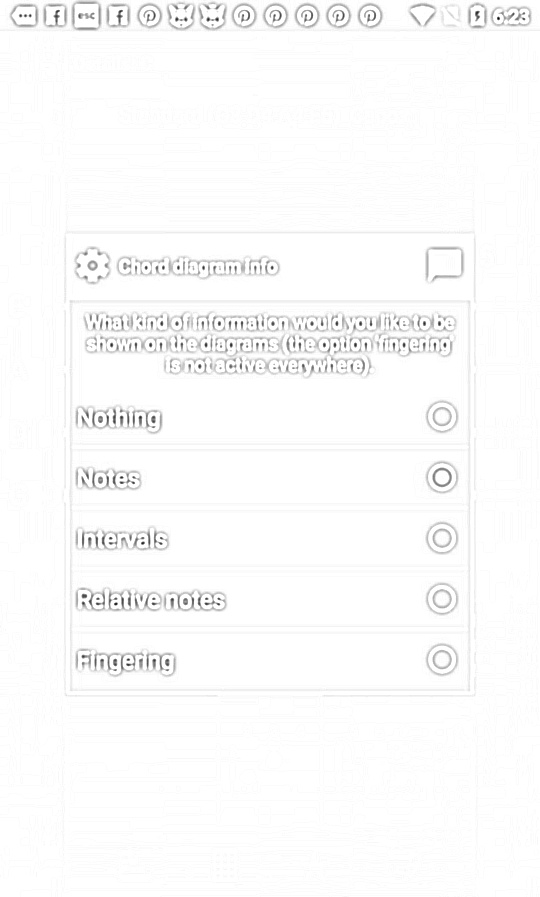 esc
6:23
Chord diagram info
What kind of information would you like to be
shown on the diagrams (the option 'fingering'
is not active everywhere).
Nothing
Notes
Intervals
Relative notes
Fingering